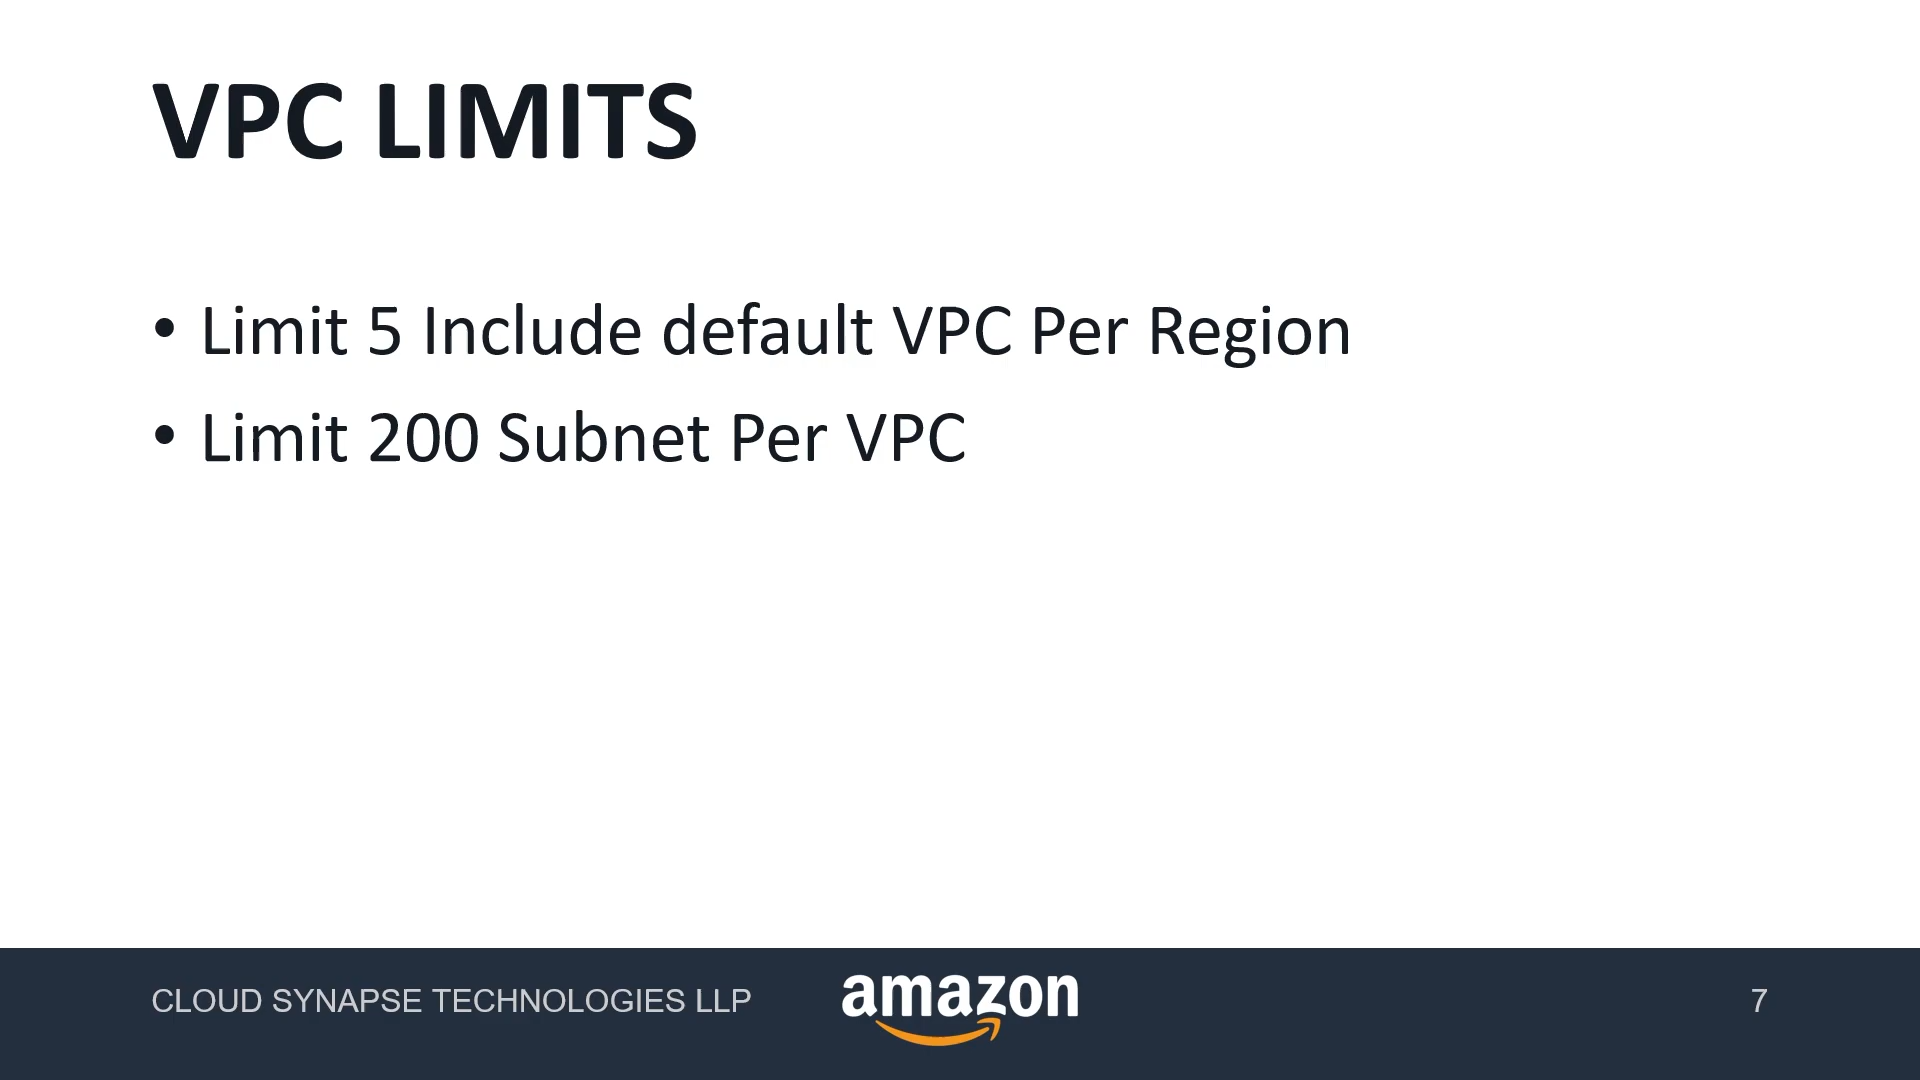 VPC LIMITS
• Limit 5 Include default VPC Per Region
• Limit 200 Subnet Per VPC
CLOUD SYNAPSE TECHNOLOGIES LLP
amazon
7